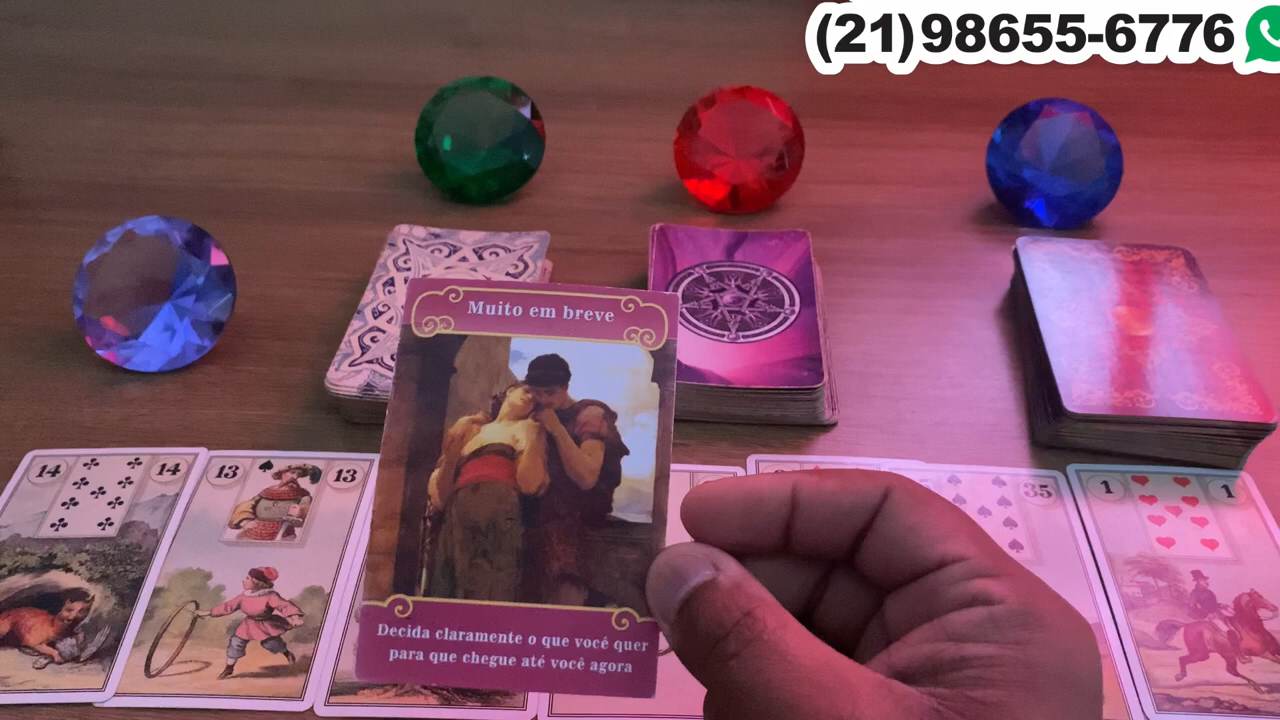 (21)98655-6776
Muito em breve
14 14
13 13
35
1 1
Decida claramente o que você quer
para que chegue até você agora